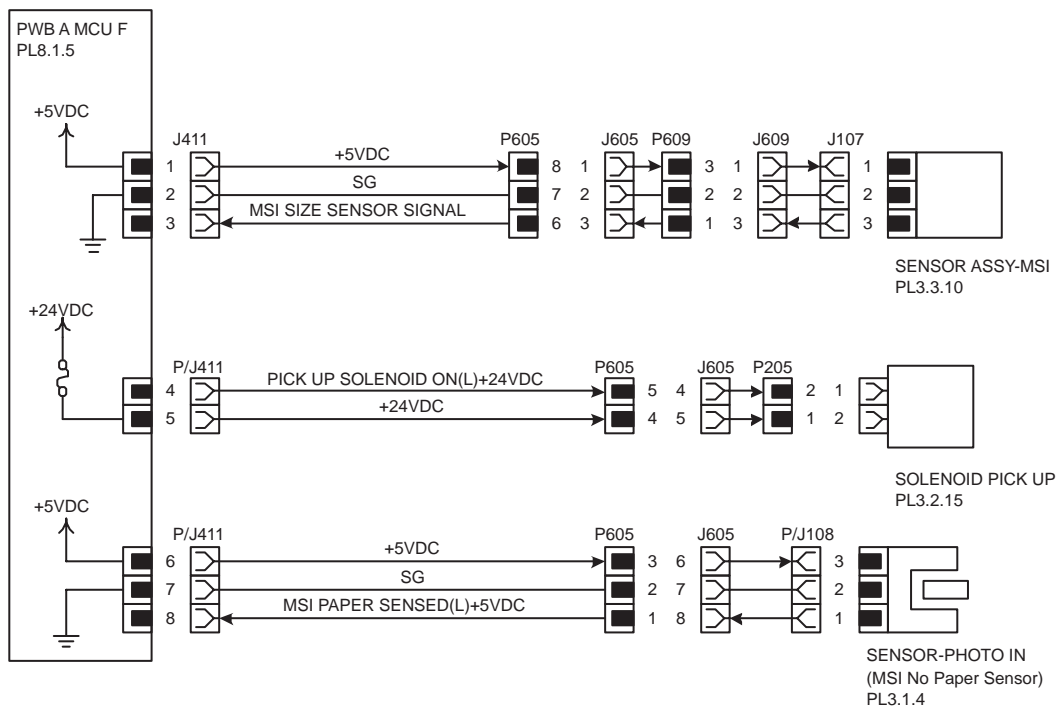 PWB A MCU F
PL8.1.5
+5VDC
J411 P605 J605 P609 J609 J107
1 +5VDC 8 1 3 1 1
2 SG 7 2 2 2 2
3 MSI SIZE SENSOR SIGNAL 6 3 1 3 3
SENSOR ASSY-MSI
PL3.3.10
+24VDC
P/J411 P605 J605 P205
4 PICK UP SOLENOID ON(L)+24VDC 5 4 2 1
5 +24VDC 4 5 1 2
SOLENOID PICK UP
PL3.2.15
+5VDC
P/J411 P605 J605 P/J108
6 +5VDC 3 6 3
7 SG 2 7 2
8 MSI PAPER SENSED(L)+5VDC 1 8 1
SENSOR-PHOTO IN
(MSI No Paper Sensor)
PL3.1.4